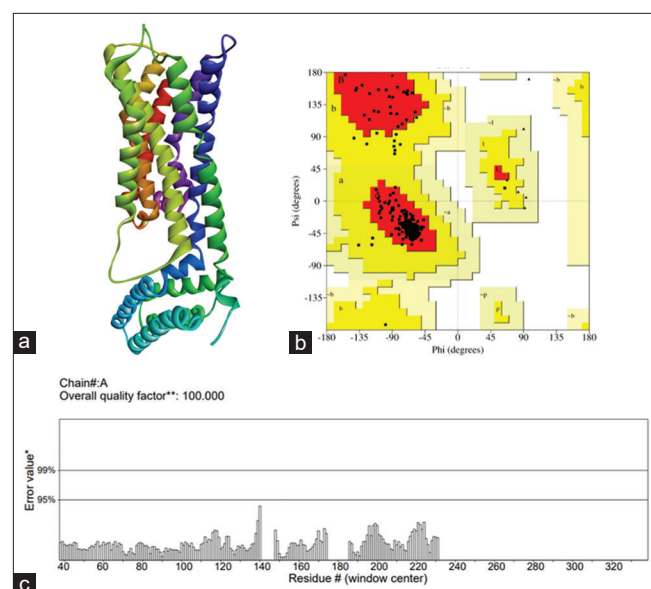 a
180
135
90
45
0
-45
-90
-135
-180
Psi (degrees)
B
b
~b
~l
l
L
a
A
~a
~b
b
~p
p
~b
b
-180 -135 -90 -45 0 45 90 135 180
Phi (degrees)
b
Chain#:A
Overall quality factor**: 100.000
Error value*
99%
95%
40 60 80 100 120 140 160 180 200 220 230 240 260 280 300 320
Residue # (window center)
c